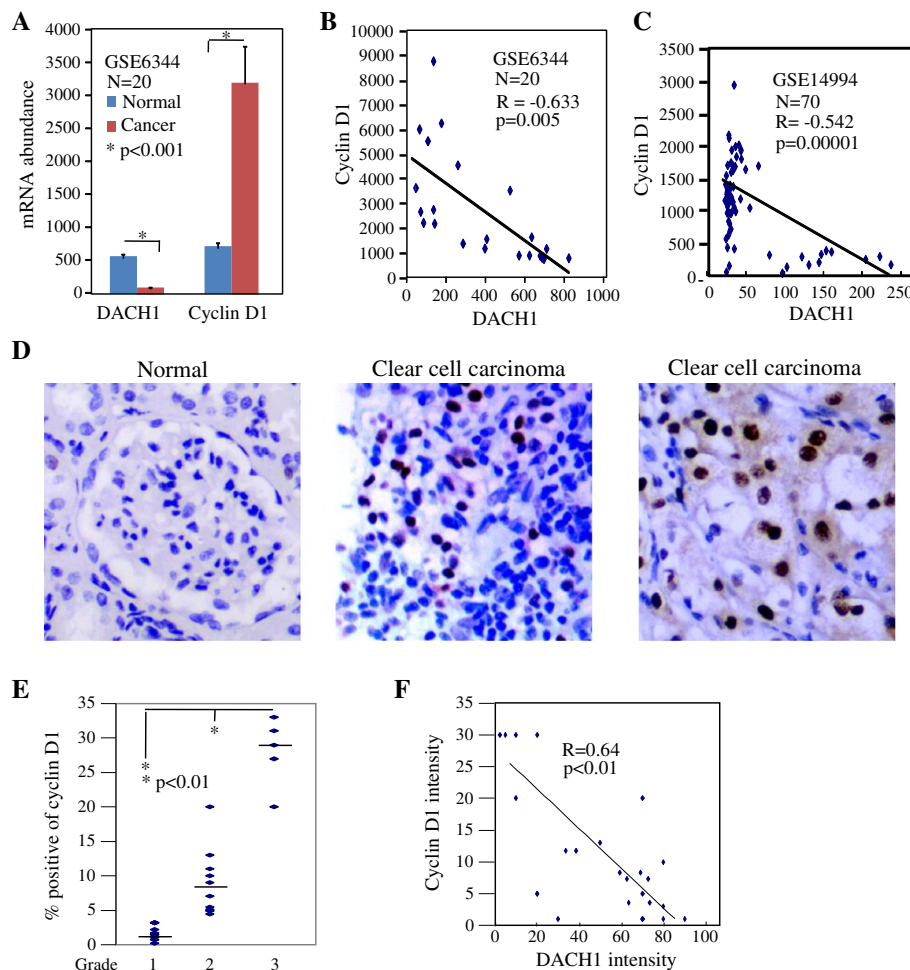 A
GSE6344
N=20
Normal
Cancer
* p<0.001
*
*
mRNA abundance
4000
3500
3000
2500
2000
1500
1000
500
0
DACH1 Cyclin D1
B
GSE6344
N=20
R = -0.633
p=0.005
Cyclin D1
10000
9000
8000
7000
6000
5000
4000
3000
2000
1000
0
0 200 400 600 800 1000
DACH1
C
GSE14994
N=70
R= -0.542
p=0.00001
Cyclin D1
3500
3000
2500
2000
1500
1000
500
0
0 50 100 150 200 250
DACH1
D
Normal Clear cell carcinoma Clear cell carcinoma
E
% positive of cyclin D1
35
30
25
20
15
10
5
0
*
*
* p<0.01
Grade 1 2 3
F
R=0.64
p<0.01
Cyclin D1 intensity
35
30
25
20
15
10
5
0
0 20 40 60 80 100
DACH1 intensity